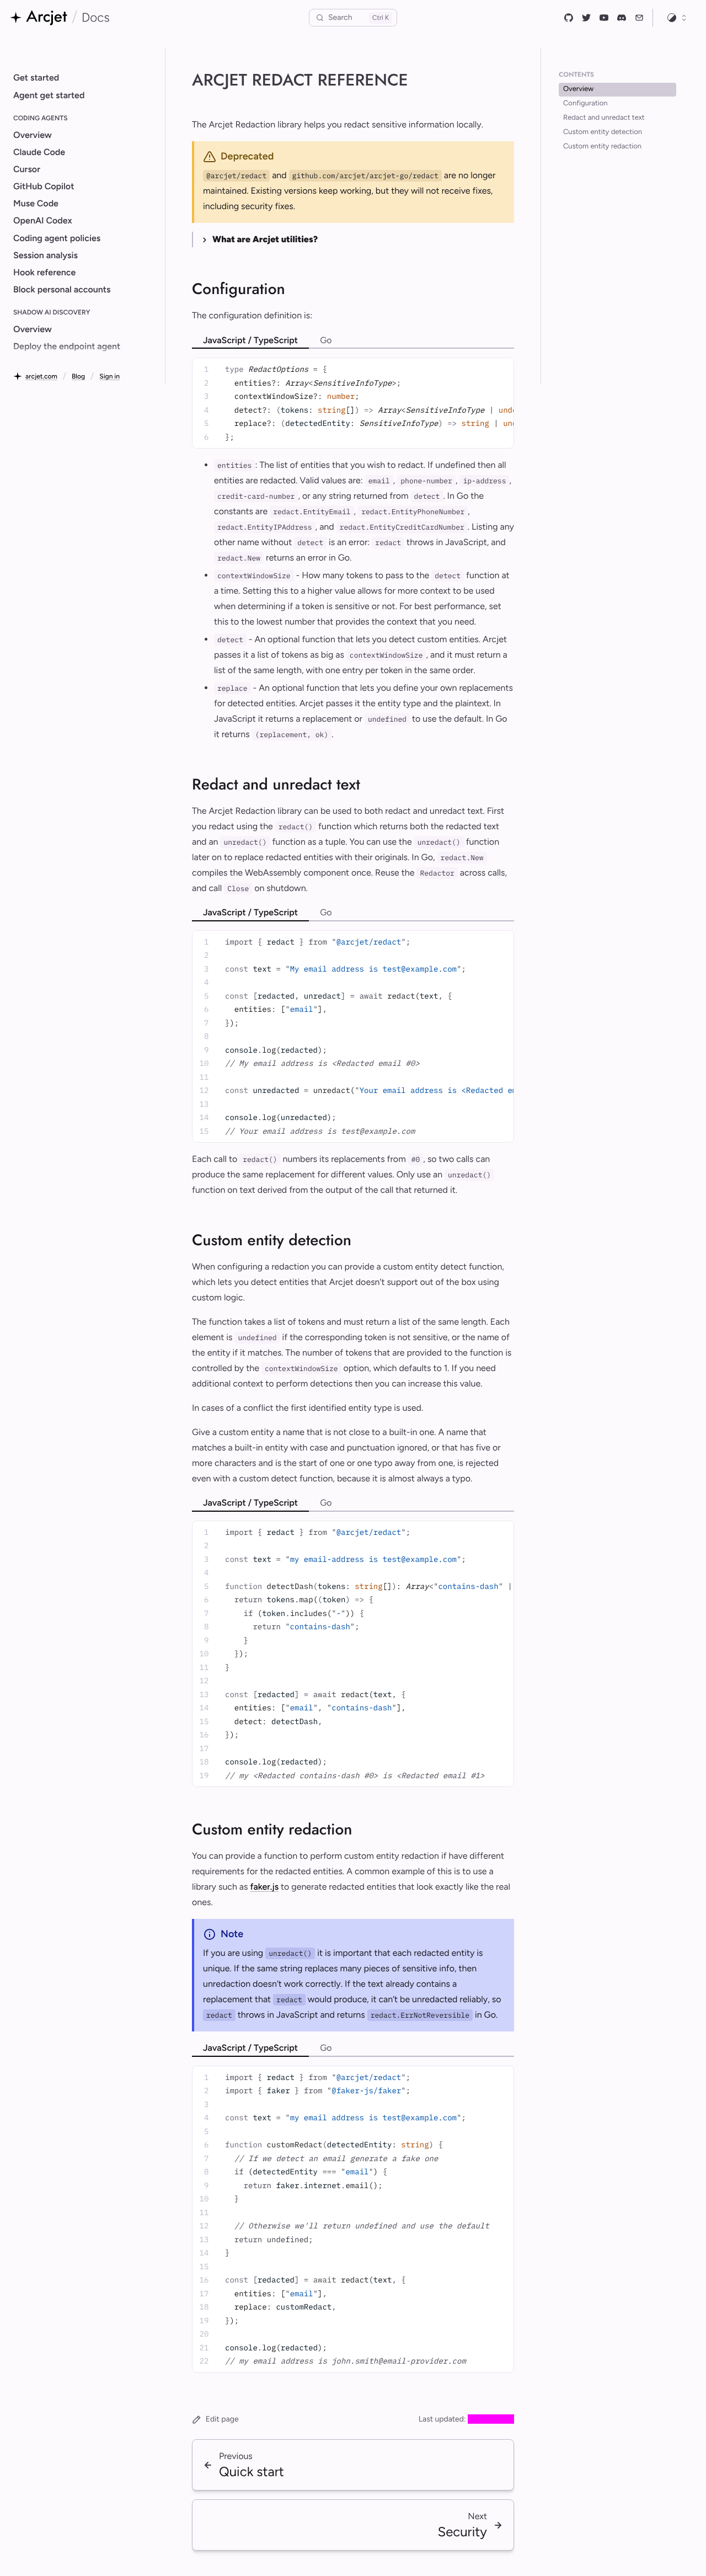 Arcjet / Docs
Search Ctrl K
Get started
Agent get started
CODING AGENTS
Overview
Claude Code
Cursor
GitHub Copilot
Muse Code
OpenAI Codex
Coding agent policies
Session analysis
Hook reference
Block personal accounts
SHADOW AI DISCOVERY
Overview
Deploy the endpoint agent
arcjet.com / Blog / Sign in
ARCJET REDACT REFERENCE
The Arcjet Redaction library helps you redact sensitive information locally.
Deprecated
@arcjet/redact and github.com/arcjet/arcjet-go/redact are no longer
maintained. Existing versions keep working, but they will not receive fixes,
including security fixes.
What are Arcjet utilities?
Configuration
The configuration definition is:
JavaScript / TypeScript Go
1 type RedactOptions = {
2 entities?: Array<SensitiveInfoType>;
3 contextWindowSize?: number;
4 detect?: (tokens: string[]) => Array<SensitiveInfoType | unde
5 replace?: (detectedEntity: SensitiveInfoType) => string | un
6 };
entities: The list of entities that you wish to redact. If undefined then all
entities are redacted. Valid values are: email, phone-number, ip-address,
credit-card-number, or any string returned from detect. In Go the
constants are redact.EntityEmail, redact.EntityPhoneNumber,
redact.EntityIPAddress, and redact.EntityCreditCardNumber. Listing any
other name without detect is an error: redact throws in JavaScript, and
redact.New returns an error in Go.
contextWindowSize - How many tokens to pass to the detect function at
a time. Setting this to a higher value allows for more context to be used
when determining if a token is sensitive or not. For best performance, set
this to the lowest number that provides the context that you need.
detect - An optional function that lets you detect custom entities. Arcjet
passes it a list of tokens as big as contextWindowSize, and it must return a
list of the same length, with one entry per token in the same order.
replace - An optional function that lets you define your own replacements
for detected entities. Arcjet passes it the entity type and the plaintext. In
JavaScript it returns a replacement or undefined to use the default. In Go
it returns (replacement, ok).
Redact and unredact text
The Arcjet Redaction library can be used to both redact and unredact text. First
you redact using the redact() function which returns both the redacted text
and an unredact() function as a tuple. You can use the unredact() function
later on to replace redacted entities with their originals. In Go, redact.New
compiles the WebAssembly component once. Reuse the Redactor across calls,
and call Close on shutdown.
JavaScript / TypeScript Go
1 import { redact } from "@arcjet/redact";
2
3 const text = "My email address is test@example.com";
4
5 const [redacted, unredact] = await redact(text, {
6 entities: ["email"],
7 });
8
9 console.log(redacted);
10 // My email address is <Redacted email #0>
11
12 const unredacted = unredact("Your email address is <Redacted em
13
14 console.log(unredacted);
15 // Your email address is test@example.com
Each call to redact() numbers its replacements from #0, so two calls can
produce the same replacement for different values. Only use an unredact()
function on text derived from the output of the call that returned it.
Custom entity detection
When configuring a redaction you can provide a custom entity detect function,
which lets you detect entities that Arcjet doesn't support out of the box using
custom logic.
The function takes a list of tokens and must return a list of the same length. Each
element is undefined if the corresponding token is not sensitive, or the name of
the entity if it matches. The number of tokens that are provided to the function is
controlled by the contextWindowSize option, which defaults to 1. If you need
additional context to perform detections then you can increase this value.
In cases of a conflict the first identified entity type is used.
Give a custom entity a name that is not close to a built-in one. A name that
matches a built-in entity with case and punctuation ignored, or that has five or
more characters and is the start of one or one typo away from one, is rejected
even with a custom detect function, because it is almost always a typo.
JavaScript / TypeScript Go
1 import { redact } from "@arcjet/redact";
2
3 const text = "my email-address is test@example.com";
4
5 function detectDash(tokens: string[]): Array<"contains-dash" |
6 return tokens.map((token) => {
7 if (token.includes("-")) {
8 return "contains-dash";
9 }
10 });
11 }
12
13 const [redacted] = await redact(text, {
14 entities: ["email", "contains-dash"],
15 detect: detectDash,
16 });
17
18 console.log(redacted);
19 // my <Redacted contains-dash #0> is <Redacted email #1>
Custom entity redaction
You can provide a function to perform custom entity redaction if you have different
requirements for the redacted entities. A common example of this is to use a
library such as faker.js to generate redacted entities that look exactly like the real
ones.
Note
If you are using unredact() it is important that each redacted entity is
unique. If the same string replaces many pieces of sensitive info, then
unredaction doesn't work correctly. If the text already contains a
replacement that redact would produce, it can't be unredacted reliably, so
redact throws in JavaScript and returns redact.ErrNotReversible in Go.
JavaScript / TypeScript Go
1 import { redact } from "@arcjet/redact";
2 import { faker } from "@faker-js/faker";
3
4 const text = "my email address is test@example.com";
5
6 function customRedact(detectedEntity: string) {
7 // If we detect an email generate a fake one
8 if (detectedEntity === "email") {
9 return faker.internet.email();
10 }
11
12 // Otherwise we'll return undefined and use the default
13 return undefined;
14 }
15
16 const [redacted] = await redact(text, {
17 entities: ["email"],
18 replace: customRedact,
19 });
20
21 console.log(redacted);
22 // my email address is john.smith@email-provider.com
Edit page
Last updated:
Previous
Quick start
Next
Security
CONTENTS
Overview
Configuration
Redact and unredact text
Custom entity detection
Custom entity redaction